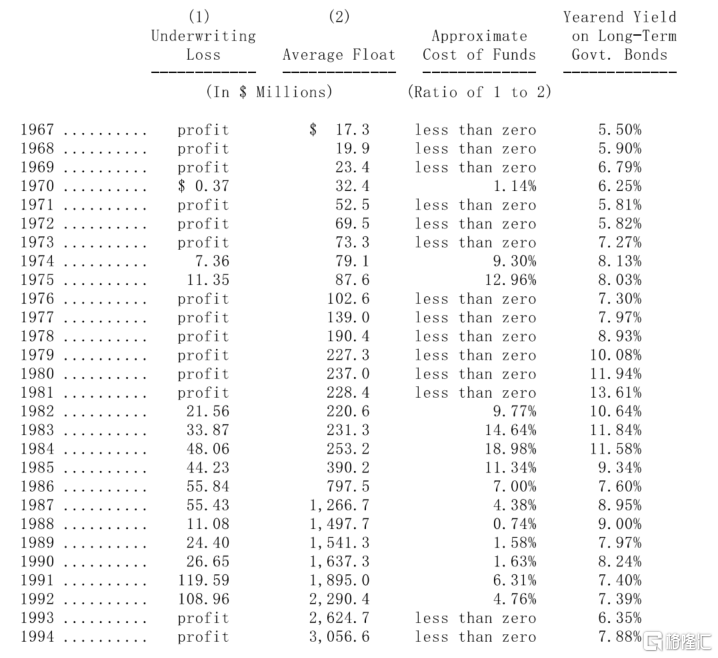 (1) (2) Yearend Yield
Underwriting Approximate on Long-Term
Loss Average Float Cost of Funds Govt. Bonds
(In $ Millions) (Ratio of 1 to 2)
1967 .......... profit $ 17.3 less than zero 5.50%
1968 .......... profit 19.9 less than zero 5.90%
1969 .......... profit 23.4 less than zero 6.79%
1970 .......... $ 0.37 32.4 1.14% 6.25%
1971 .......... profit 52.5 less than zero 5.81%
1972 .......... profit 69.5 less than zero 5.82%
1973 .......... profit 73.3 less than zero 7.27%
1974 .......... 7.36 79.1 9.30% 8.13%
1975 .......... 11.35 87.6 12.96% 8.03%
1976 .......... profit 102.6 less than zero 7.30%
1977 .......... profit 139.0 less than zero 7.97%
1978 .......... profit 190.4 less than zero 8.93%
1979 .......... profit 227.3 less than zero 10.08%
1980 .......... profit 237.0 less than zero 11.94%
1981 .......... profit 228.4 less than zero 13.61%
1982 .......... 21.56 220.6 9.77% 10.64%
1983 .......... 33.87 231.3 14.64% 11.84%
1984 .......... 48.06 253.2 18.98% 11.58%
1985 .......... 44.23 390.2 11.34% 9.34%
1986 .......... 55.84 797.5 7.00% 7.60%
1987 .......... 55.43 1,266.7 4.38% 8.95%
1988 .......... 11.08 1,497.7 0.74% 9.00%
1989 .......... 24.40 1,541.3 1.58% 7.97%
1990 .......... 26.65 1,637.3 1.63% 8.24%
1991 .......... 119.59 1,895.0 6.31% 7.40%
1992 .......... 108.96 2,290.4 4.76% 7.39%
1993 .......... profit 2,624.7 less than zero 6.35%
1994 .......... profit 3,056.6 less than zero 7.88%
格隆汇